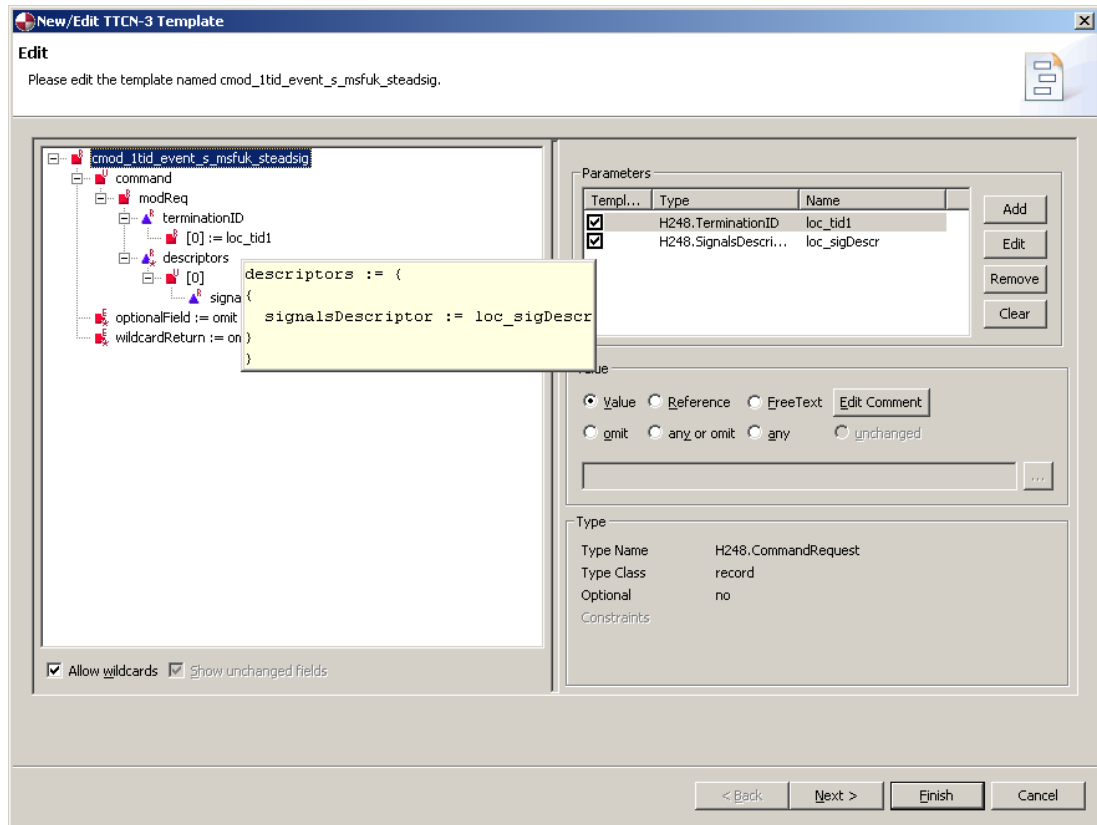 New/Edit TTCN-3 Template
Edit
Please edit the template named cmod_1tid_event_s_msfuk_steadsig.
cmod_1tid_event_s_msfuk_steadsig
command
modReq
terminationID
[0] := loc_tid1
descriptors
[0]
signa
optionalField := omit
wildcardReturn := on
descriptors := {
{
signalsDescriptor := loc_sigDescr
}
}
Allow wildcards Show unchanged fields
Parameters
Templ... Type Name
H248.TerminationID loc_tid1
H248.SignalsDescri... loc_sigDescr
Add
Edit
Remove
Clear
Value Reference FreeText Edit Comment
omit any or omit any unchanged
...
Type
Type Name H248.CommandRequest
Type Class record
Optional no
Constraints
< Back Next > Finish Cancel